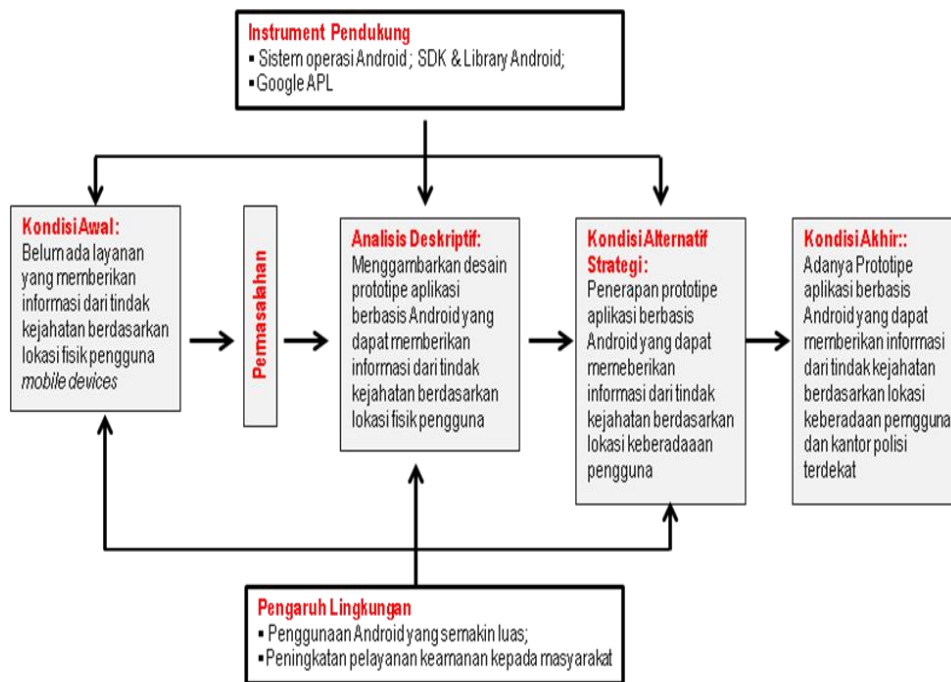 Instrument Pendukung
▪ Sistem operasi Android ; SDK & Library Android;
▪ Google APL
Kondisi Awal:
Belum ada layanan
yang memberikan
informasi dari tindak
kejahatan berdasarkan
lokasi fisik pengguna
mobile devices
Permasalahan
Analisis Deskriptif:
Menggambarkan desain
prototipe aplikasi
berbasis Android yang
dapat memberikan
informasi dari tindak
kejahatan berdasarkan
lokasi fisik pengguna
Kondisi Alternatif
Strategi:
Penerapan prototipe
aplikasi berbasis
Android yang dapat
memeberikan
informasi dari tindak
kejahatan berdasarkan
lokasi keberadaaan
pengguna
Kondisi Akhir::
Adanya Prototipe
aplikasi berbasis
Android yang dapat
memberikan informasi
dari tindak kejahatan
berdasarkan lokasi
keberadaan perngguna
dan kantor polisi
terdekat
Pengaruh Lingkungan
▪ Penggunaan Android yang semakin luas;
▪ Peningkatan pelayanan keamanan kepada masyarakat